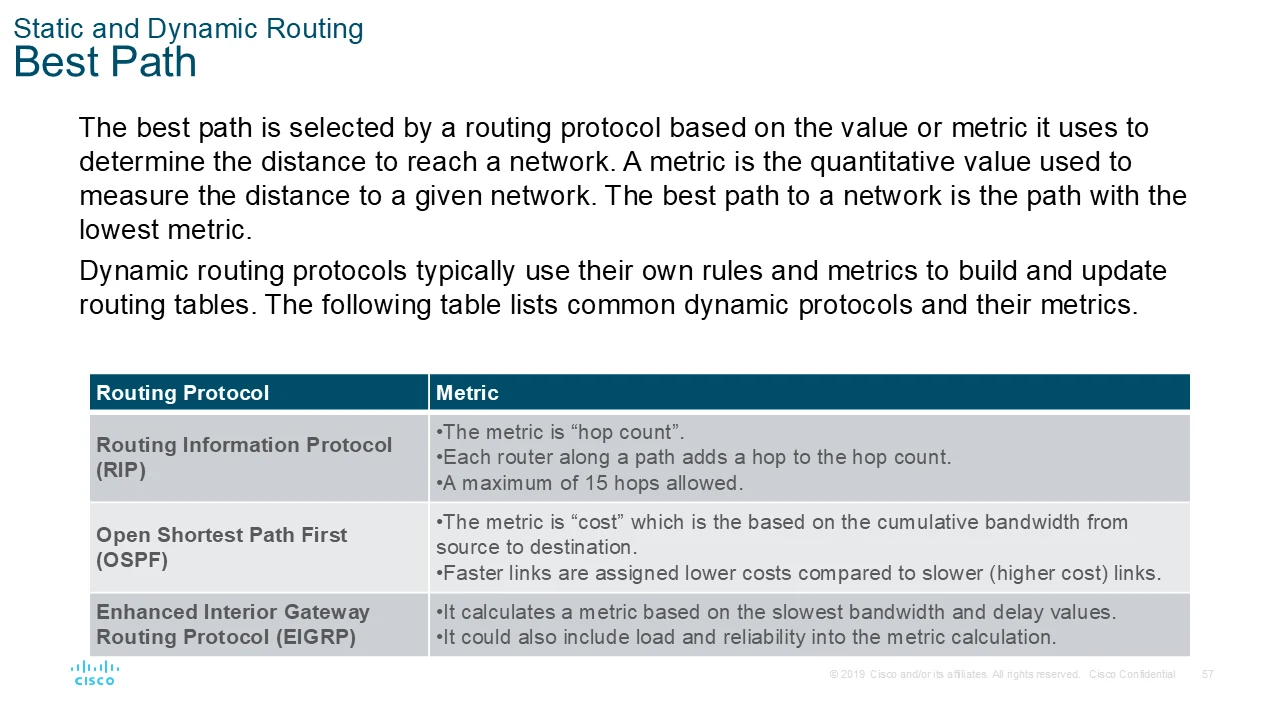 Static and Dynamic Routing
Best Path
The best path is selected by a routing protocol based on the value or metric it uses to
determine the distance to reach a network. A metric is the quantitative value used to
measure the distance to a given network. The best path to a network is the path with the
lowest metric.
Dynamic routing protocols typically use their own rules and metrics to build and update
routing tables. The following table lists common dynamic protocols and their metrics.
Routing Protocol
Metric
Routing Information Protocol
(RIP)
•The metric is “hop count”.
•Each router along a path adds a hop to the hop count.
•A maximum of 15 hops allowed.
Open Shortest Path First
(OSPF)
•The metric is “cost” which is the based on the cumulative bandwidth from
source to destination.
•Faster links are assigned lower costs compared to slower (higher cost) links.
Enhanced Interior Gateway
Routing Protocol (EIGRP)
•It calculates a metric based on the slowest bandwidth and delay values.
•It could also include load and reliability into the metric calculation.
CISCO
© 2019 Cisco and/or its affiliates. All rights reserved. Cisco Confidential
57